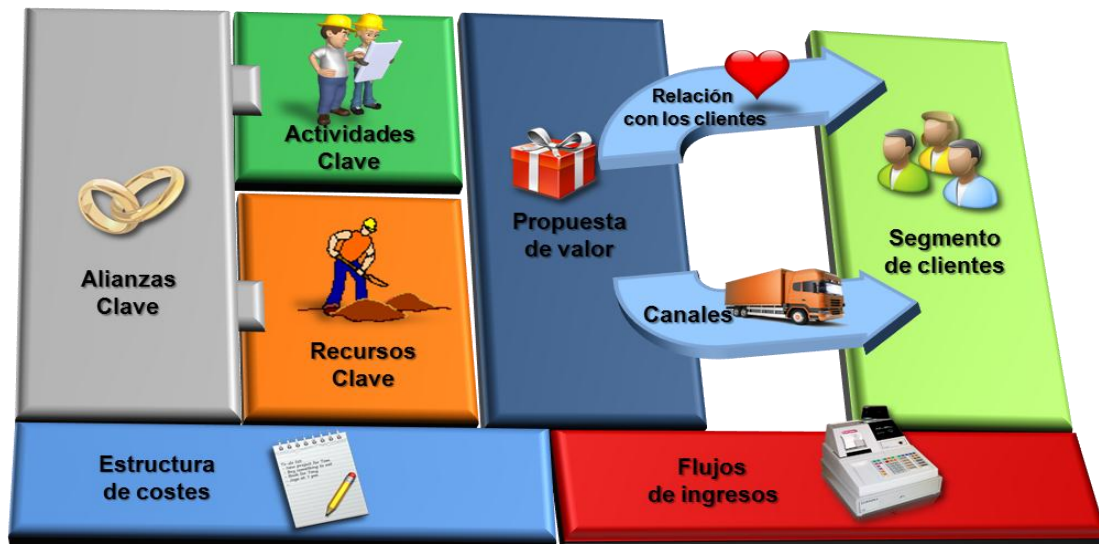 Alianzas
Clave
Actividades
Clave
Recursos
Clave
Propuesta
de valor
Relación
con los clientes
Canales
Segmento
de clientes
Estructura
de costes
Flujos
de ingresos